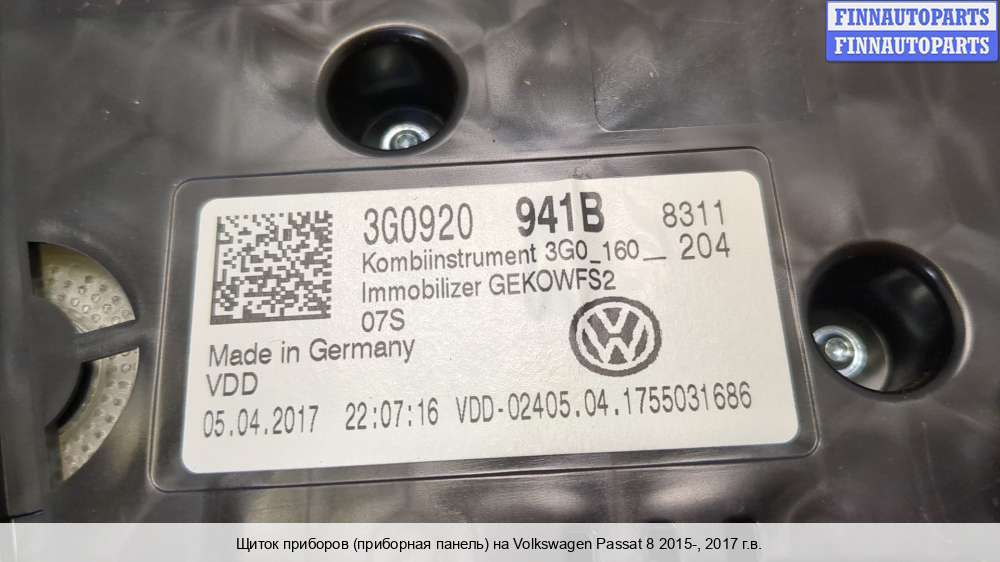 FINNAUTOPARTS
FINNAUTOPARTS
3G0920 941B 8311
Kombiinstrument 3G0_160__ 204
Immobilizer GEKOWFS2
07S
Made in Germany
VDD
05.04.2017 22:07:16 VDD-02405.04.1755031686
Щиток приборов (приборная панель) на Volkswagen Passat 8 2015-, 2017 г.в.